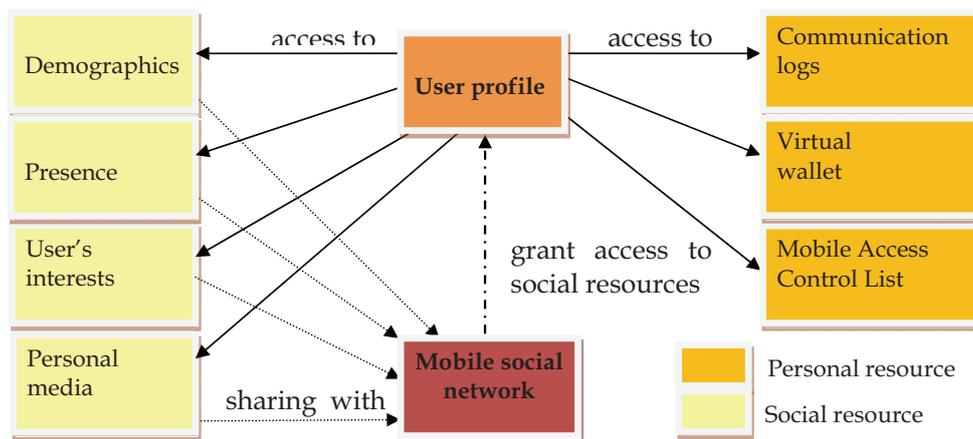 Demographics
access to
User profile
access to
Communication
logs
Presence
Virtual
wallet
User’s
interests
grant access to
social resources
Mobile Access
Control List
Personal
media
sharing with
Mobile social
network
Personal resource
Social resource